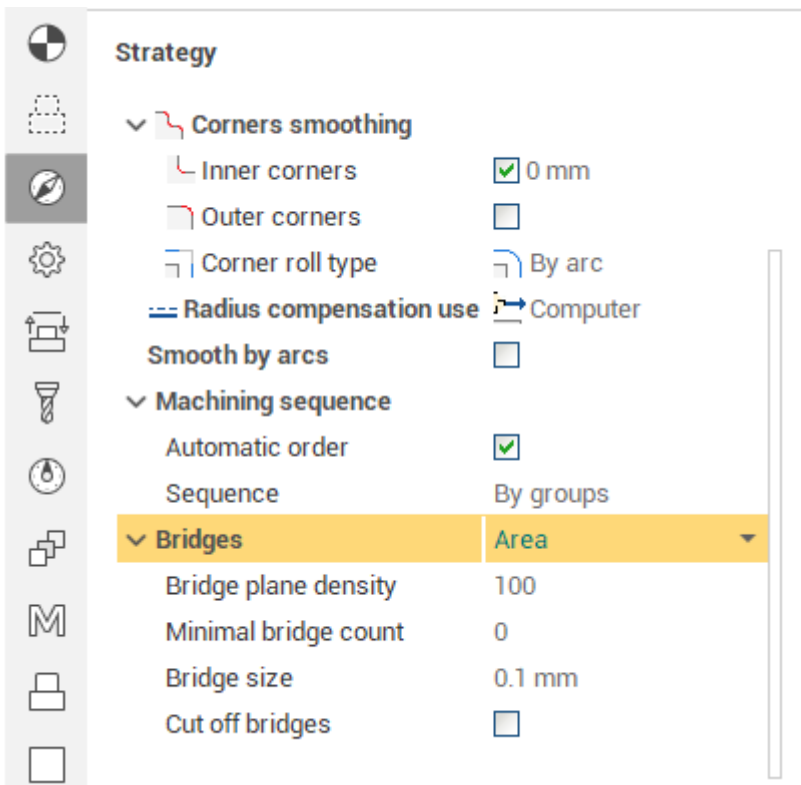 Strategy
Corners smoothing
Inner corners 0 mm
Outer corners
Corner roll type By arc
Radius compensation use Computer
Smooth by arcs
Machining sequence
Automatic order
Sequence By groups
Bridges Area
Bridge plane density 100
Minimal bridge count 0
Bridge size 0.1 mm
Cut off bridges